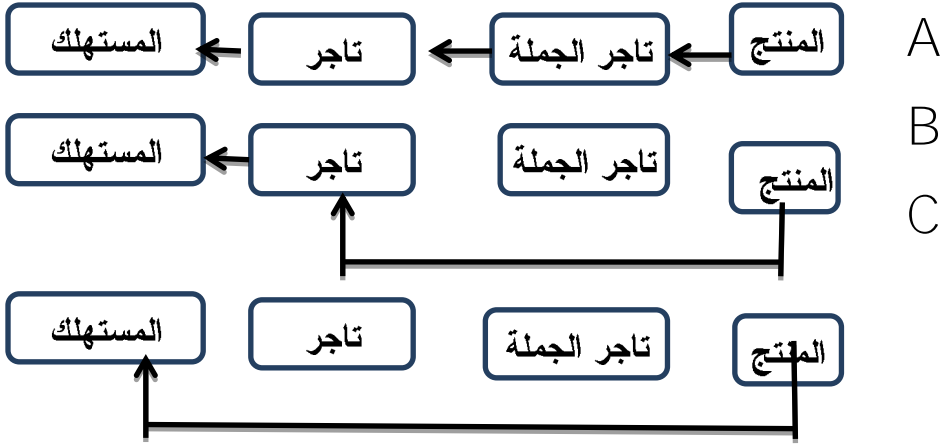 المنتج تاجر الجملة تاجر المستهلك
A
المنتج تاجر الجملة تاجر المستهلك
B
C
المنتج تاجر الجملة تاجر المستهلك